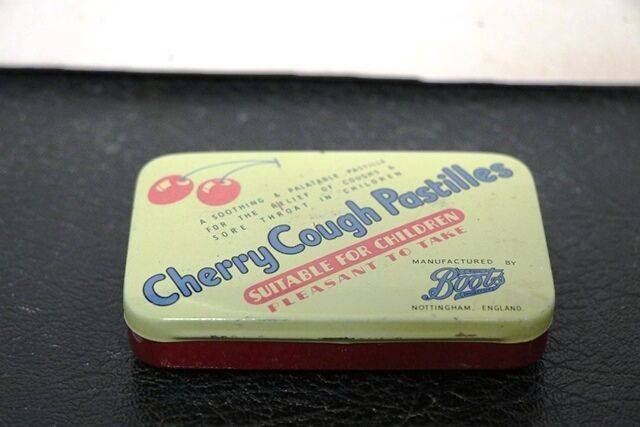 A SOOTHING & PALATABLE PASTILLE
FOR THE RELIEF OF COUGHS &
SORE THROAT IN CHILDREN
Cherry Cough Pastilles
SUITABLE FOR CHILDREN
PLEASANT TO TAKE
MANUFACTURED BY
Boots
NOTTINGHAM. ENGLAND.